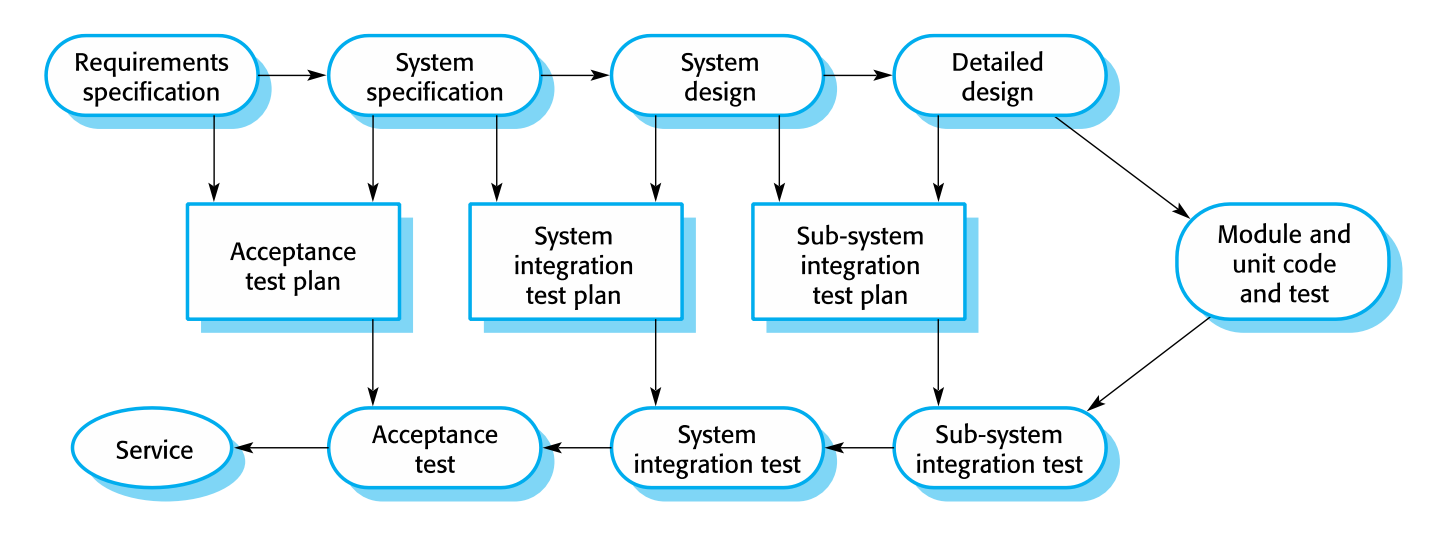 Requirements
specification
System
specification
System
design
Detailed
design
Acceptance
test plan
System
integration
test plan
Sub-system
integration
test plan
Module and
unit code
and test
Service
Acceptance
test
System
integration test
Sub-system
integration test